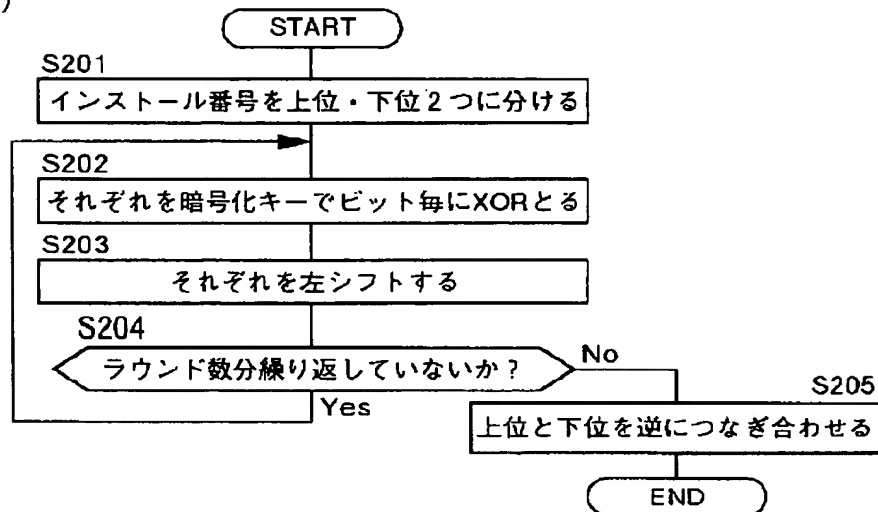 )
START
S201
インストール番号を上位・下位2つに分ける
S202
それぞれを暗号化キーでビット毎にXORとる
S203
それぞれを左シフトする
S204
ラウンド数分繰り返していないか?
No
Yes
S205
上位と下位を逆につなぎ合わせる
END